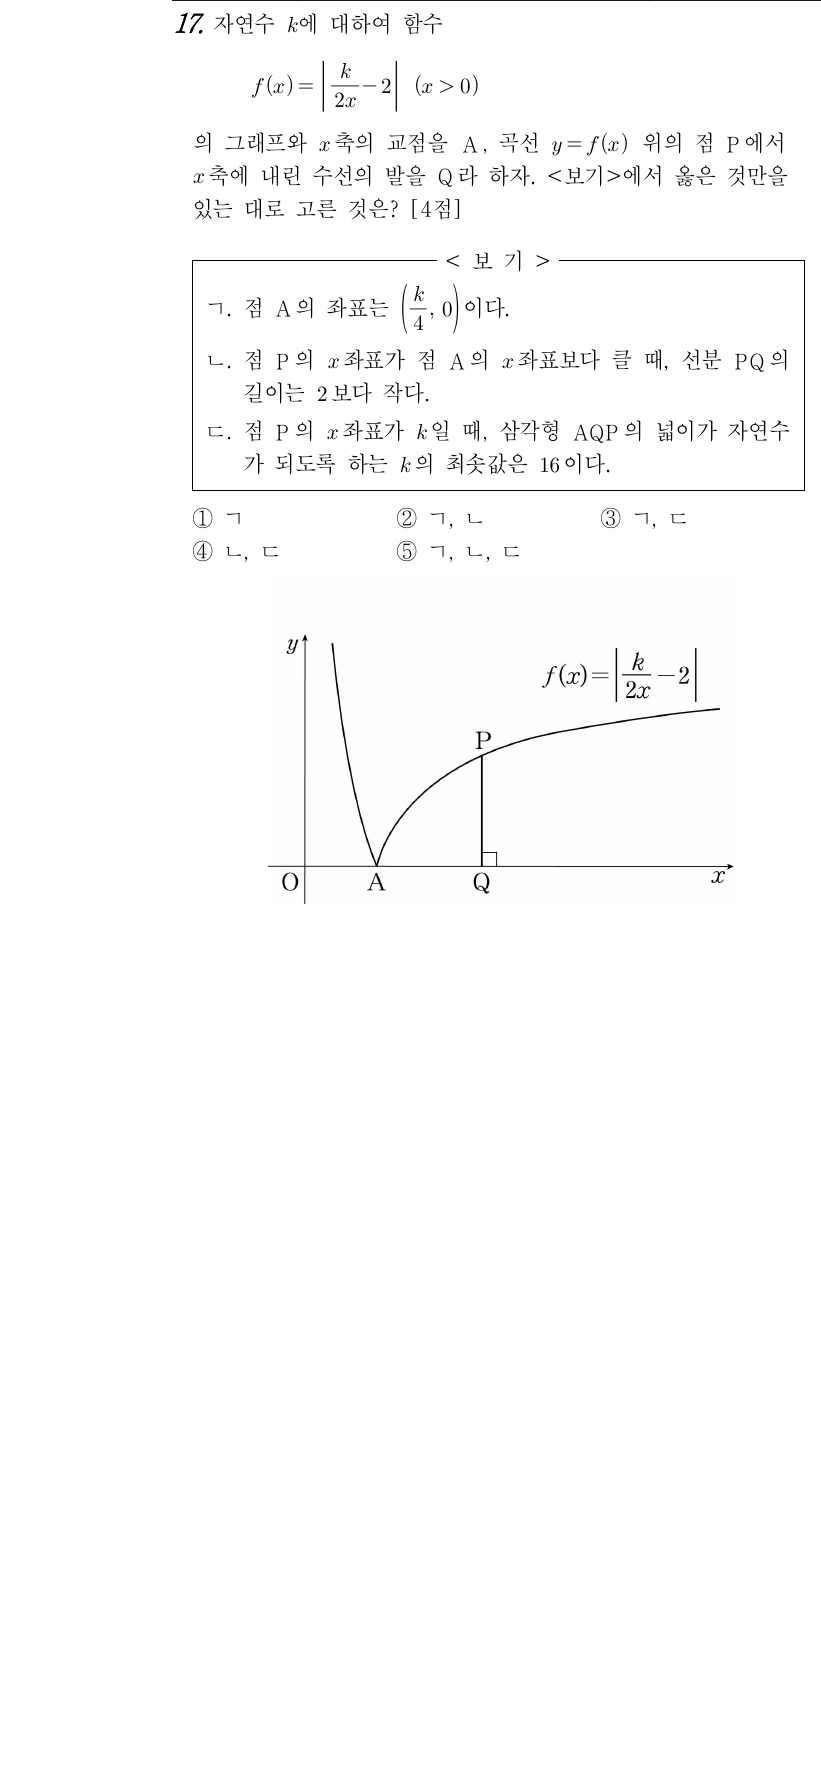 17. 자연수 k에 대하여 함수
f(x)=|k/2x-2| (x>0)
의 그래프와 x축의 교점을 A, 곡선 y=f(x) 위의 점 P에서
x축에 내린 수선의 발을 Q라 하자. <보기>에서 옳은 것만을
있는 대로 고른 것은? [4점]
< 보 기 >
ㄱ. 점 A의 좌표는 (k/4, 0)이다.
ㄴ. 점 P의 x좌표가 점 A의 x좌표보다 클 때, 선분 PQ의
길이는 2보다 작다.
ㄷ. 점 P의 x좌표가 k일 때, 삼각형 AQP의 넓이가 자연수
가 되도록 하는 k의 최솟값은 16이다.
① ㄱ ② ㄱ, ㄴ ③ ㄱ, ㄷ
④ ㄴ, ㄷ ⑤ ㄱ, ㄴ, ㄷ
y
f(x)=|k/2x-2|
P
O A Q x